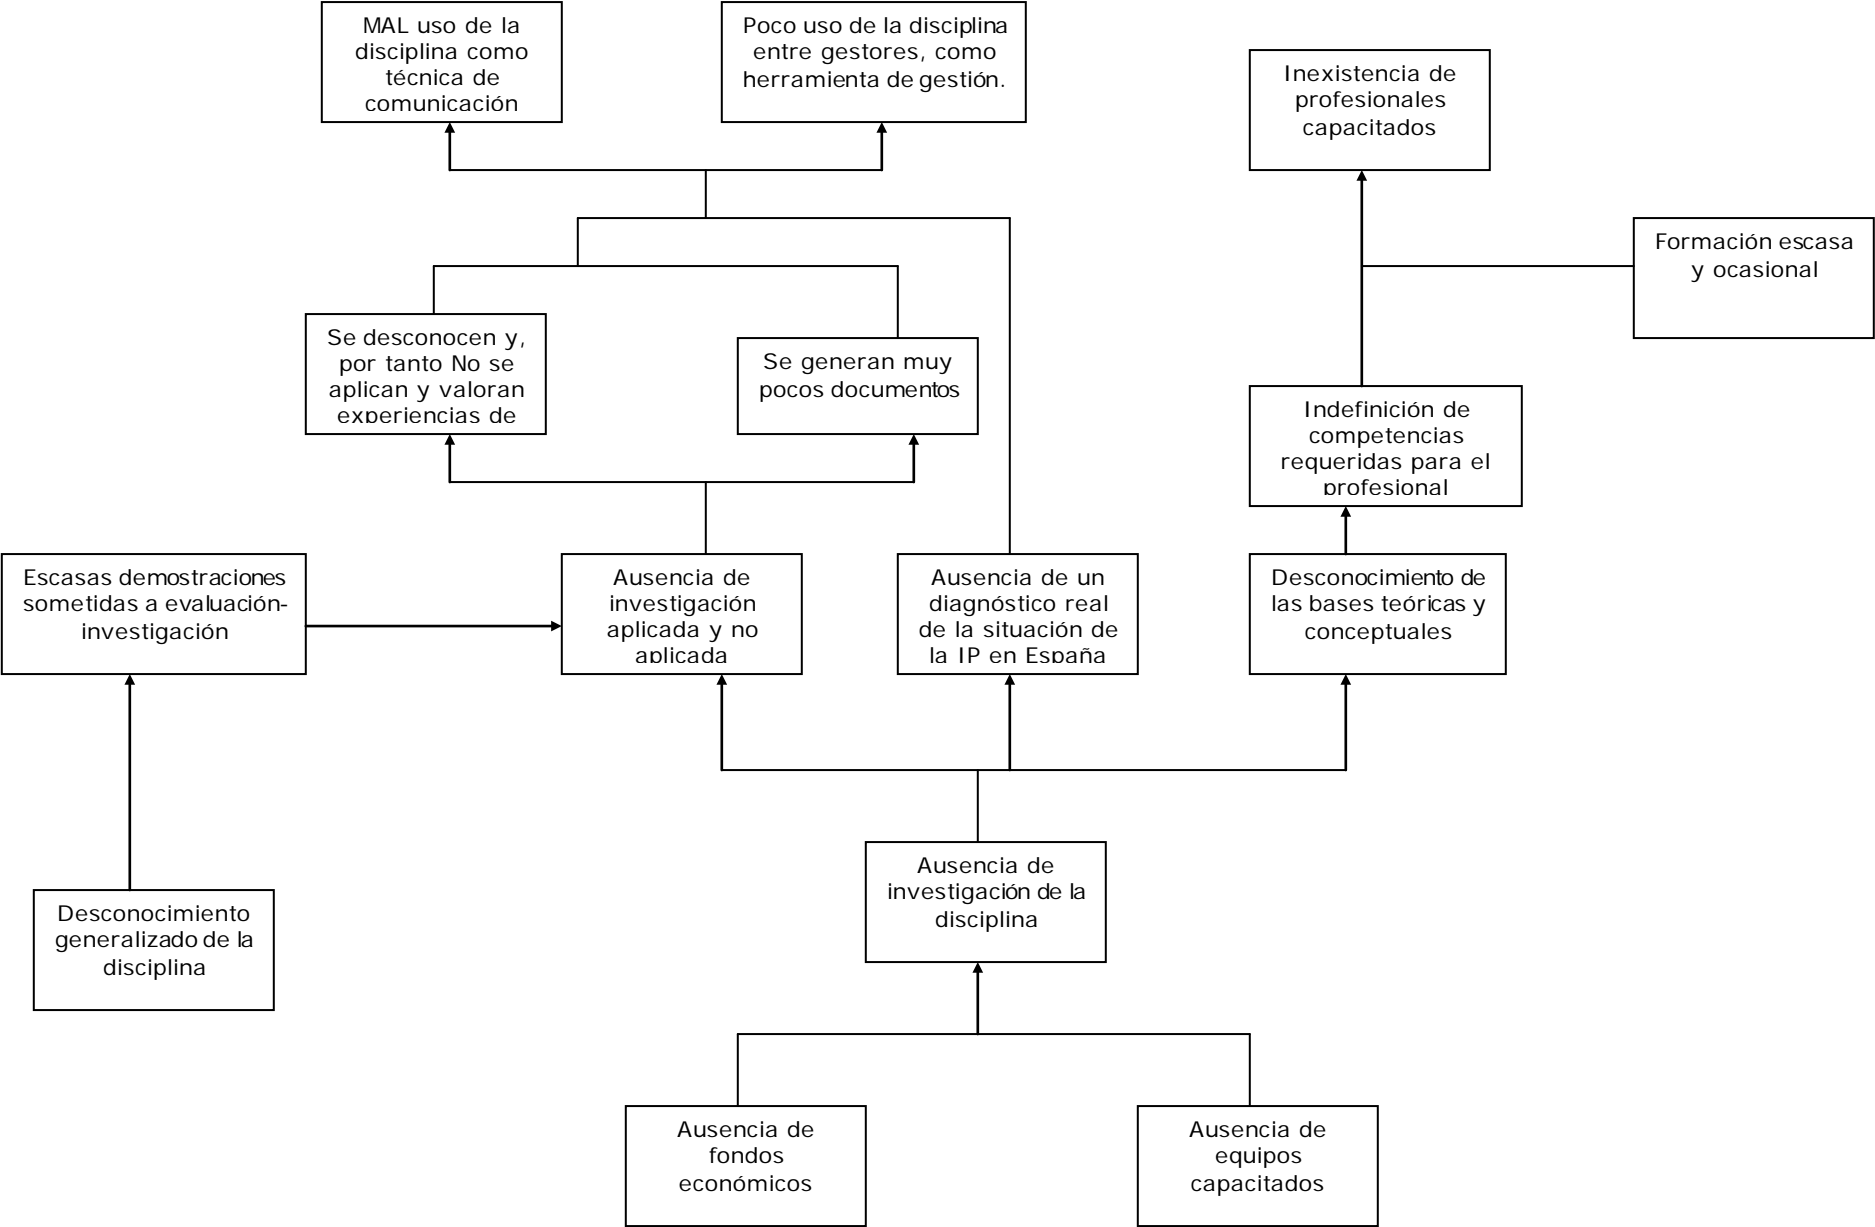 MAL uso de la
disciplina como
técnica de
comunicación
Poco uso de la disciplina
entre gestores, como
herramienta de gestión.
Inexistencia de
profesionales
capacitados
Formación escasa
y ocasional
Se desconocen y,
por tanto No se
aplican y valoran
experiencias de
Se generan muy
pocos documentos
Indefinición de
competencias
requeridas para el
profesional
Escasas demostraciones
sometidas a evaluación-
investigación
Ausencia de
investigación
aplicada y no
aplicada
Ausencia de un
diagnóstico real
de la situación de
la IP en España
Desconocimiento de
las bases teóricas y
conceptuales
Ausencia de
investigación de la
disciplina
Desconocimiento
generalizado de la
disciplina
Ausencia de
fondos
económicos
Ausencia de
equipos
capacitados